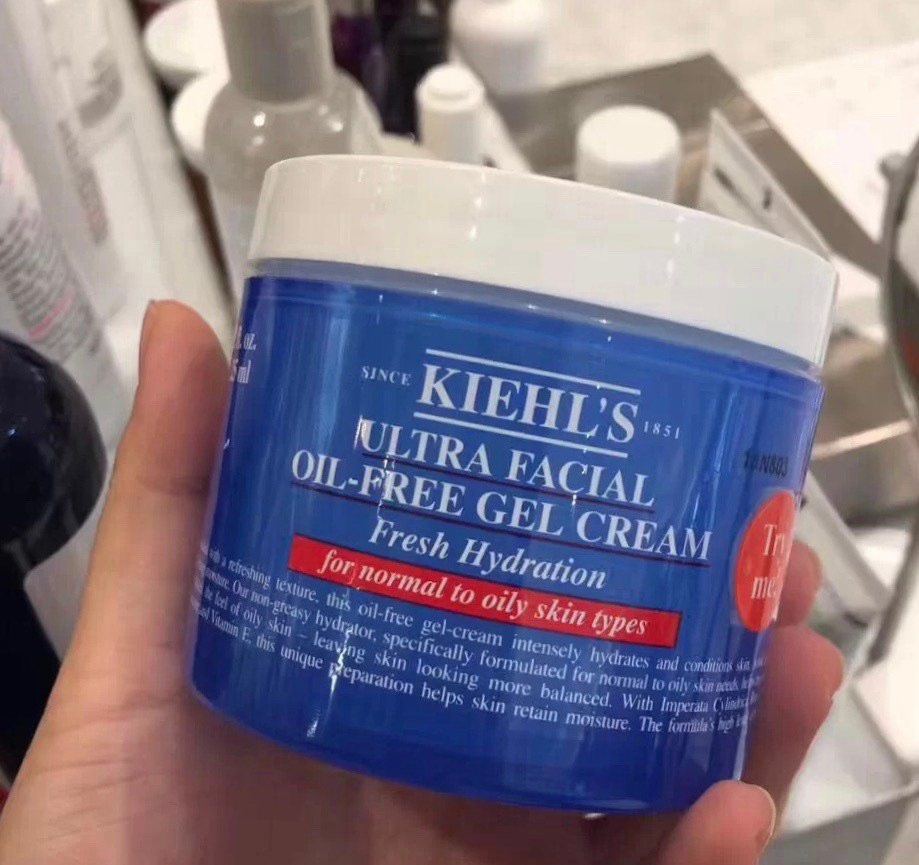 OZ.
ml
SINCE KIEHL'S 1851
ULTRA FACIAL
OIL-FREE GEL CREAM
Fresh Hydration
for normal to oily skin types
with a refreshing texture, this oil-free gel-cream intensely hydrates and conditions skin
Our non-greasy hydrator, specifically formulated for normal to oily skin needs,
the feel of oily skin – leaving skin looking more balanced. With Imperata
Vitamin E, this unique preparation helps skin retain moisture. The formula's high
Try
me